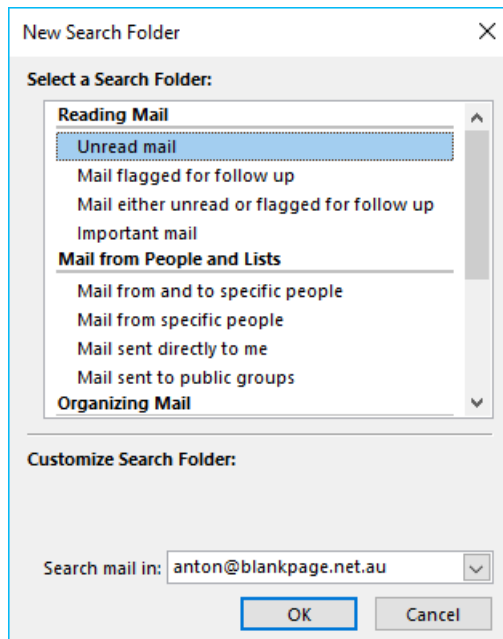 New Search Folder
Select a Search Folder:
Reading Mail
Unread mail
Mail flagged for follow up
Mail either unread or flagged for follow up
Important mail
Mail from People and Lists
Mail from and to specific people
Mail from specific people
Mail sent directly to me
Mail sent to public groups
Organizing Mail
Customize Search Folder:
Search mail in: anton@blankpage.net.au
OK Cancel